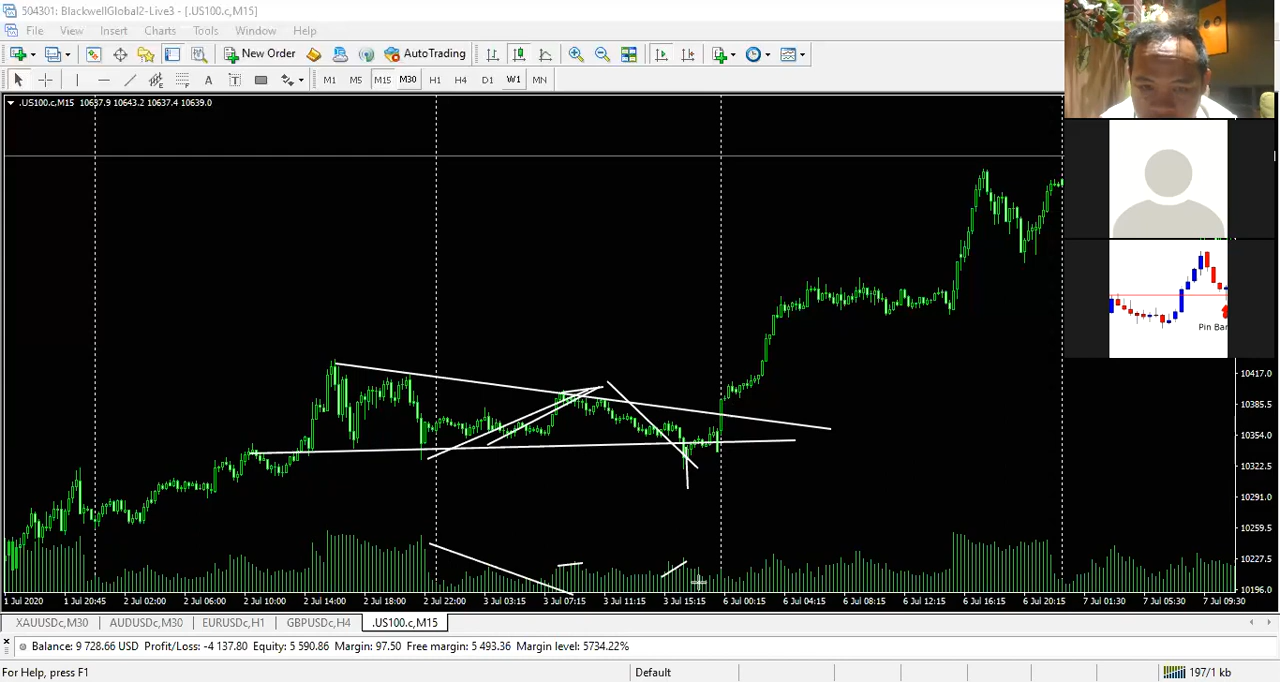 504301: BlackwellGlobal2-Live3 - [.US100.c,M15]
File View Insert Charts Tools Window Help
New Order AutoTrading
A T M1 M5 M15 M30 H1 H4 D1 W1 MN
.US100.c,M15 10637.9 10643.2 10637.4 10639.0
Pin Bar
10417.0
10385.5
10354.0
10322.5
10291.0
10259.5
10227.5
10196.0
1 Jul 2020 1 Jul 20:45 2 Jul 02:00 2 Jul 06:00 2 Jul 10:00 2 Jul 14:00 2 Jul 18:00 2 Jul 22:00 3 Jul 03:15 3 Jul 07:15 3 Jul 11:15 3 Jul 15:15 6 Jul 00:15 6 Jul 04:15 6 Jul 08:15 6 Jul 12:15 6 Jul 16:15 6 Jul 20:15 7 Jul 01:30 7 Jul 05:30 7 Jul 09:30
XAUUSDc,M30 AUDUSDc,M30 EURUSDc,H1 GBPUSDc,H4 .US100.c,M15
Balance: 9 728.66 USD Profit/Loss: -4 137.80 Equity: 5 590.86 Margin: 97.50 Free margin: 5 493.36 Margin level: 5734.22%
For Help, press F1 Default 197/1 kb